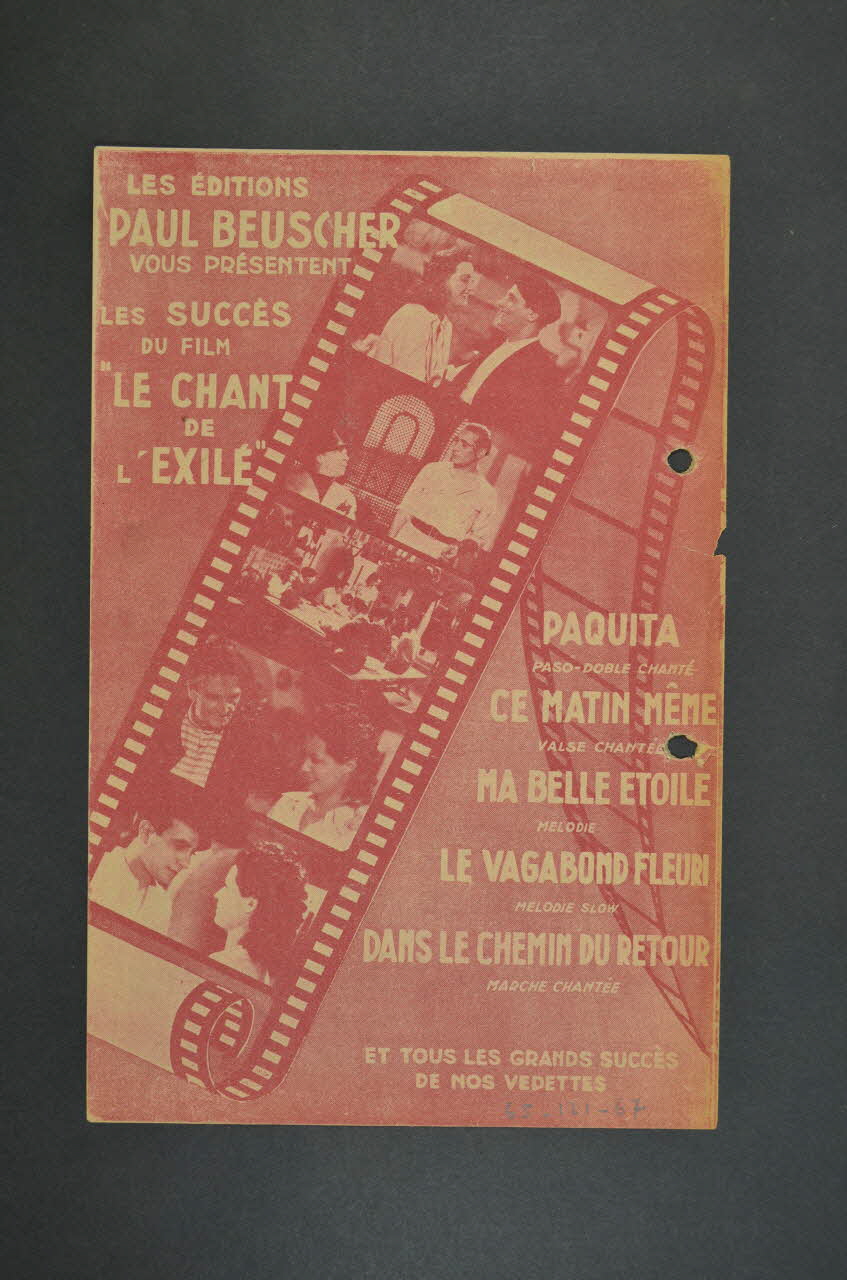 LES ÉDITIONS
PAUL BEUSCHER
VOUS PRÉSENTENT
LES SUCCÈS
DU FILM
"LE CHANT
DE
L'EXILÉ"
PAQUITA
PASO-DOBLE CHANTÉ
CE MATIN MÊME
VALSE CHANTÉE
MA BELLE ETOILE
MELODIE
LE VAGABOND FLEURI
MELODIE SLOW
DANS LE CHEMIN DU RETOUR
MARCHE CHANTÉE
ET TOUS LES GRANDS SUCCÈS
DE NOS VEDETTES